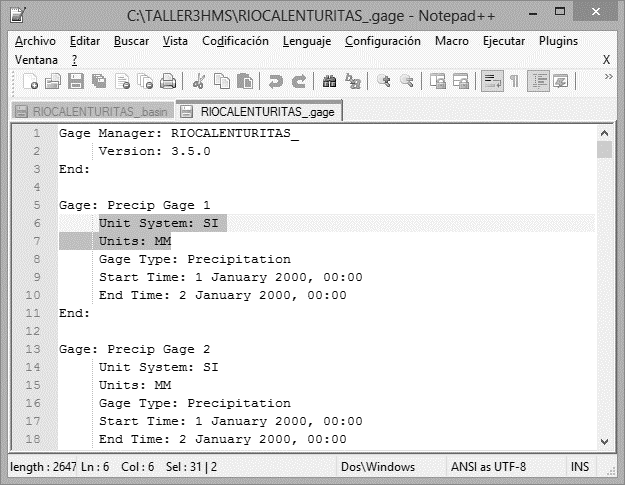 C:\TALLER3HMS\RIOCALENTURITAS_.gage - Notepad++
Archivo Editar Buscar Vista Codificación Lenguaje Configuración Macro Ejecutar Plugins
Ventana ? X
RIOCALENTURITAS_.basin RIOCALENTURITAS_.gage
1 Gage Manager: RIOCALENTURITAS_
2 Version: 3.5.0
3 End:
4
5 Gage: Precip Gage 1
6 Unit System: SI
7 Units: MM
8 Gage Type: Precipitation
9 Start Time: 1 January 2000, 00:00
10 End Time: 2 January 2000, 00:00
11 End:
12
13 Gage: Precip Gage 2
14 Unit System: SI
15 Units: MM
16 Gage Type: Precipitation
17 Start Time: 1 January 2000, 00:00
18 End Time: 2 January 2000, 00:00
length : 2647 Ln : 6 Col : 6 Sel : 31 | 2 Dos\Windows ANSI as UTF-8 INS